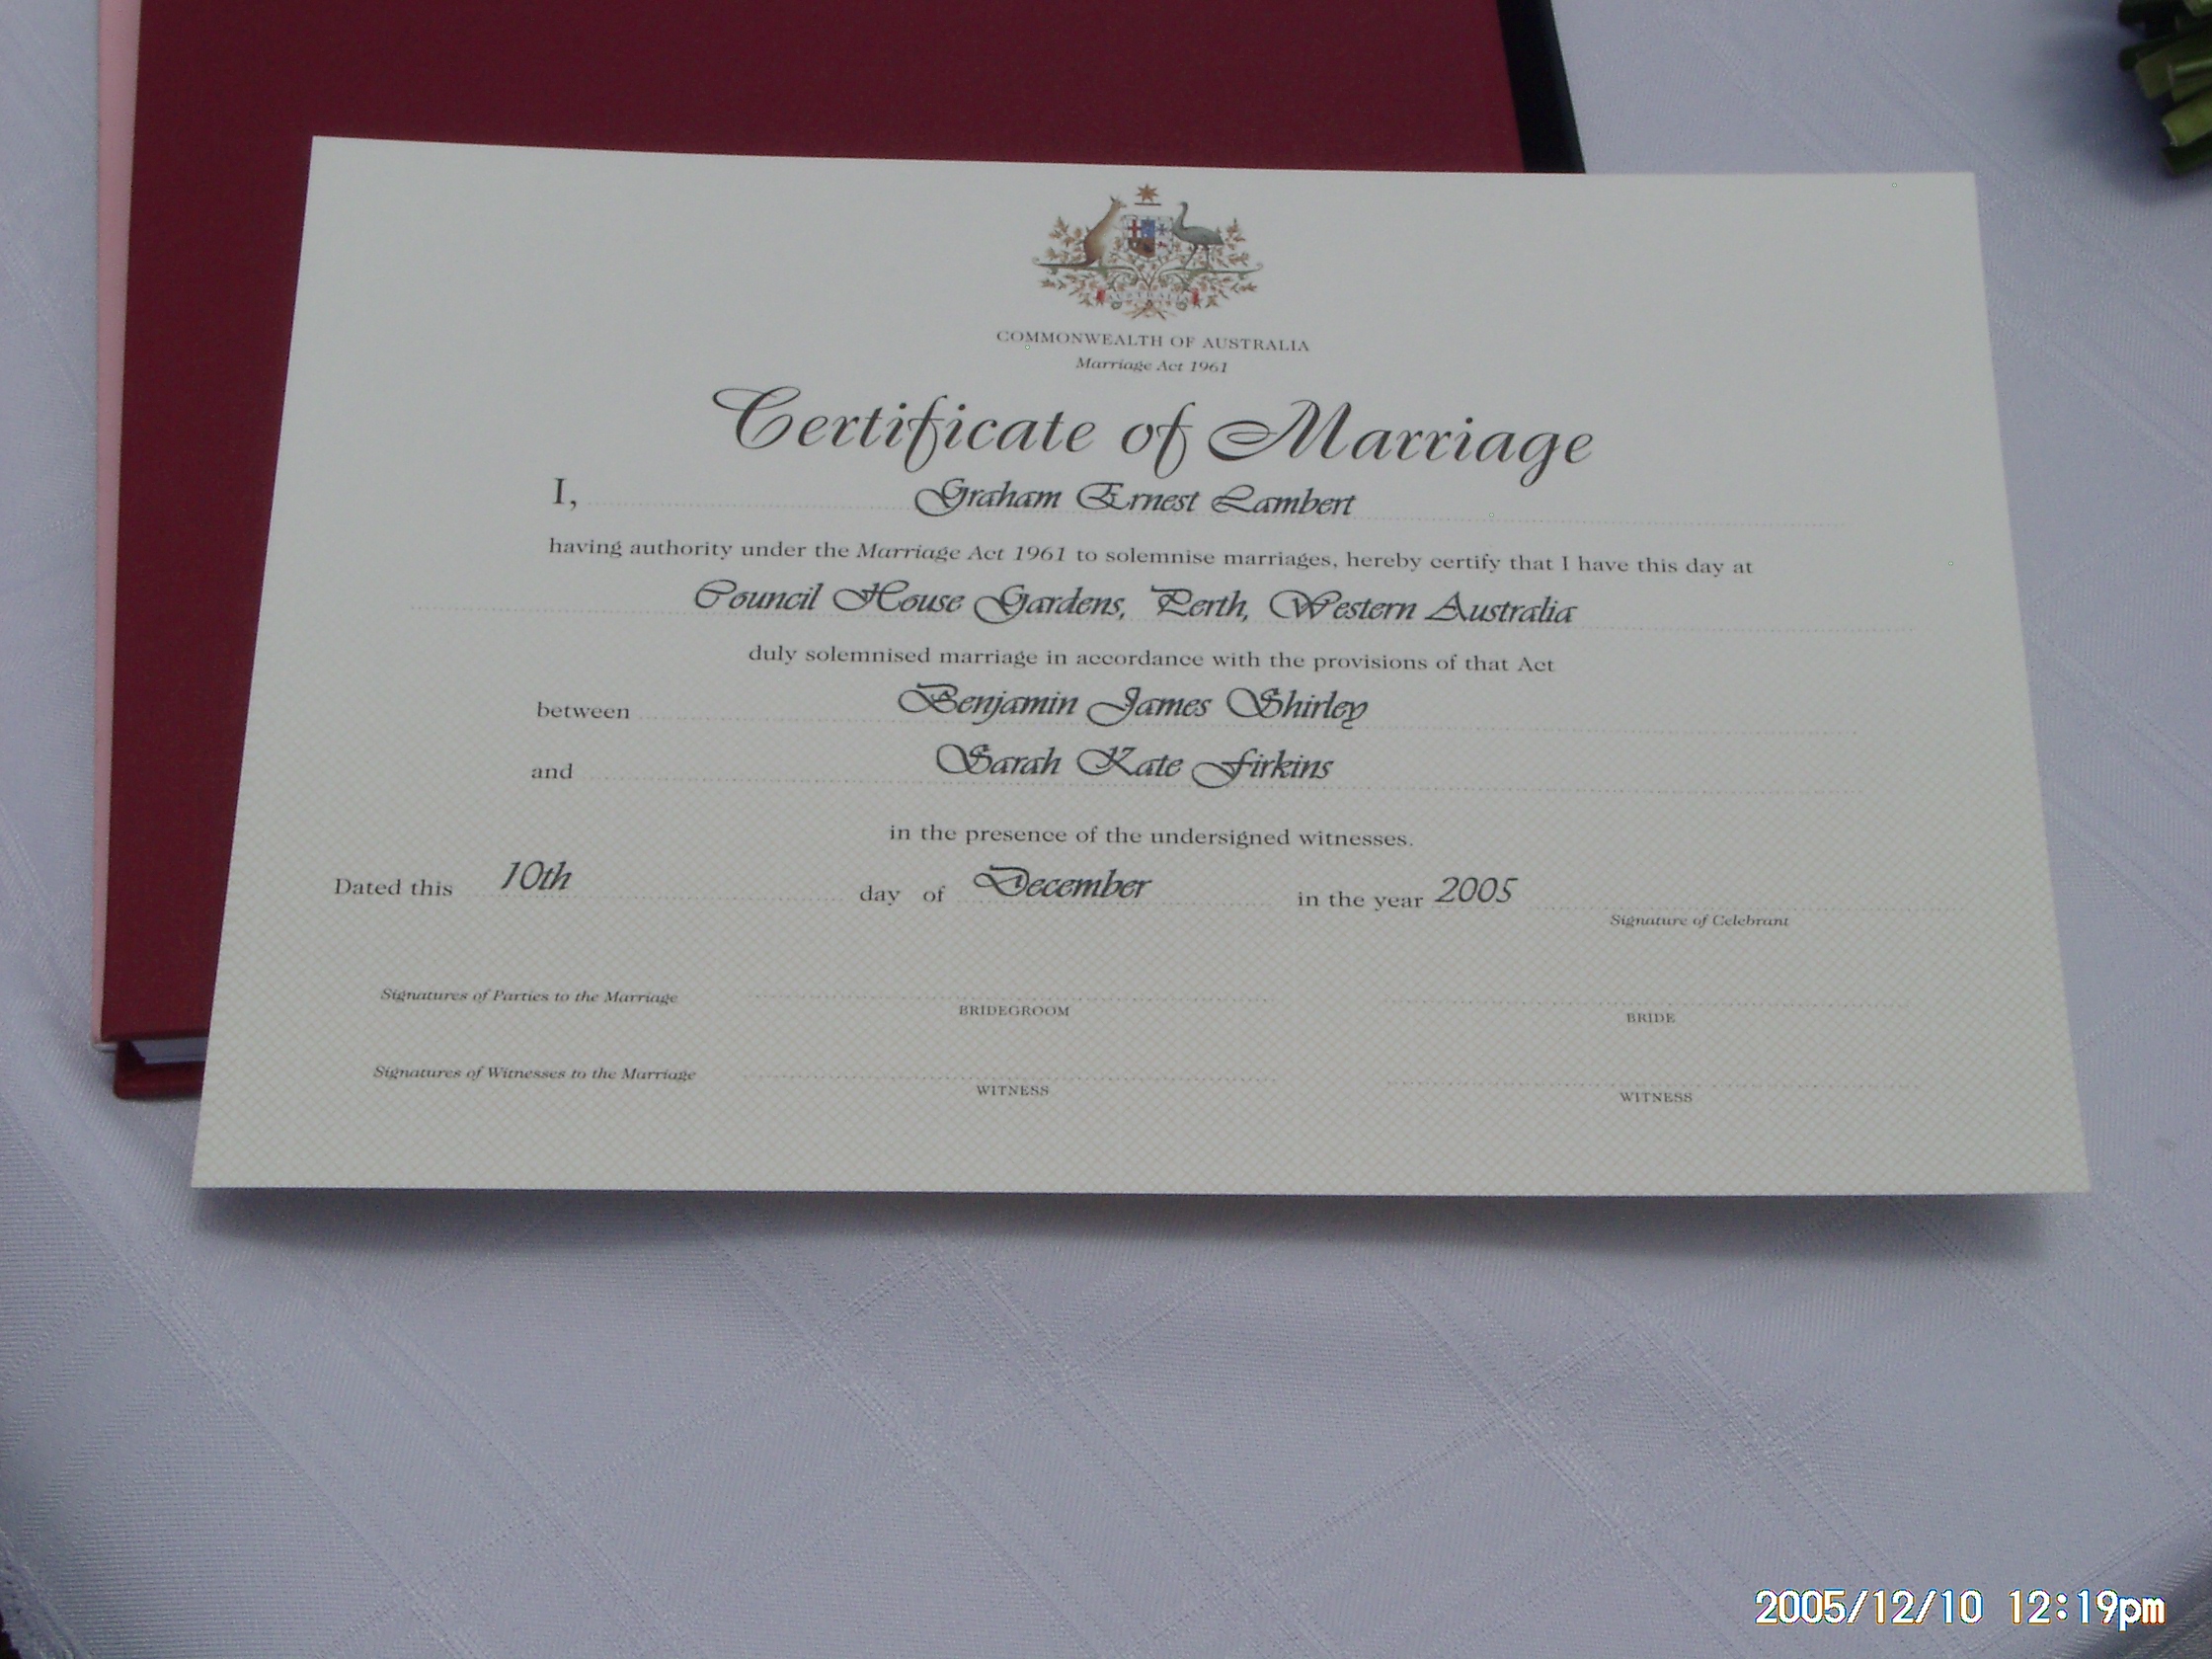 AUSTRALIA
COMMONWEALTH OF AUSTRALIA
Marriage Act 1961
Certificate of Marriage
I, Graham Ernest Lambert
having authority under the Marriage Act 1961 to solemnise marriages, hereby certify that I have this day at
Council House Gardens, Perth, Western Australia
duly solemnised marriage in accordance with the provisions of that Act
between Benjamin James Shirley
and Sarah Kate Firkins
in the presence of the undersigned witnesses.
Dated this 10th day of December in the year 2005
Signature of Celebrant
Signatures of Parties to the Marriage
BRIDEGROOM BRIDE
Signatures of Witnesses to the Marriage
WITNESS WITNESS
2005/12/10 12:19pm